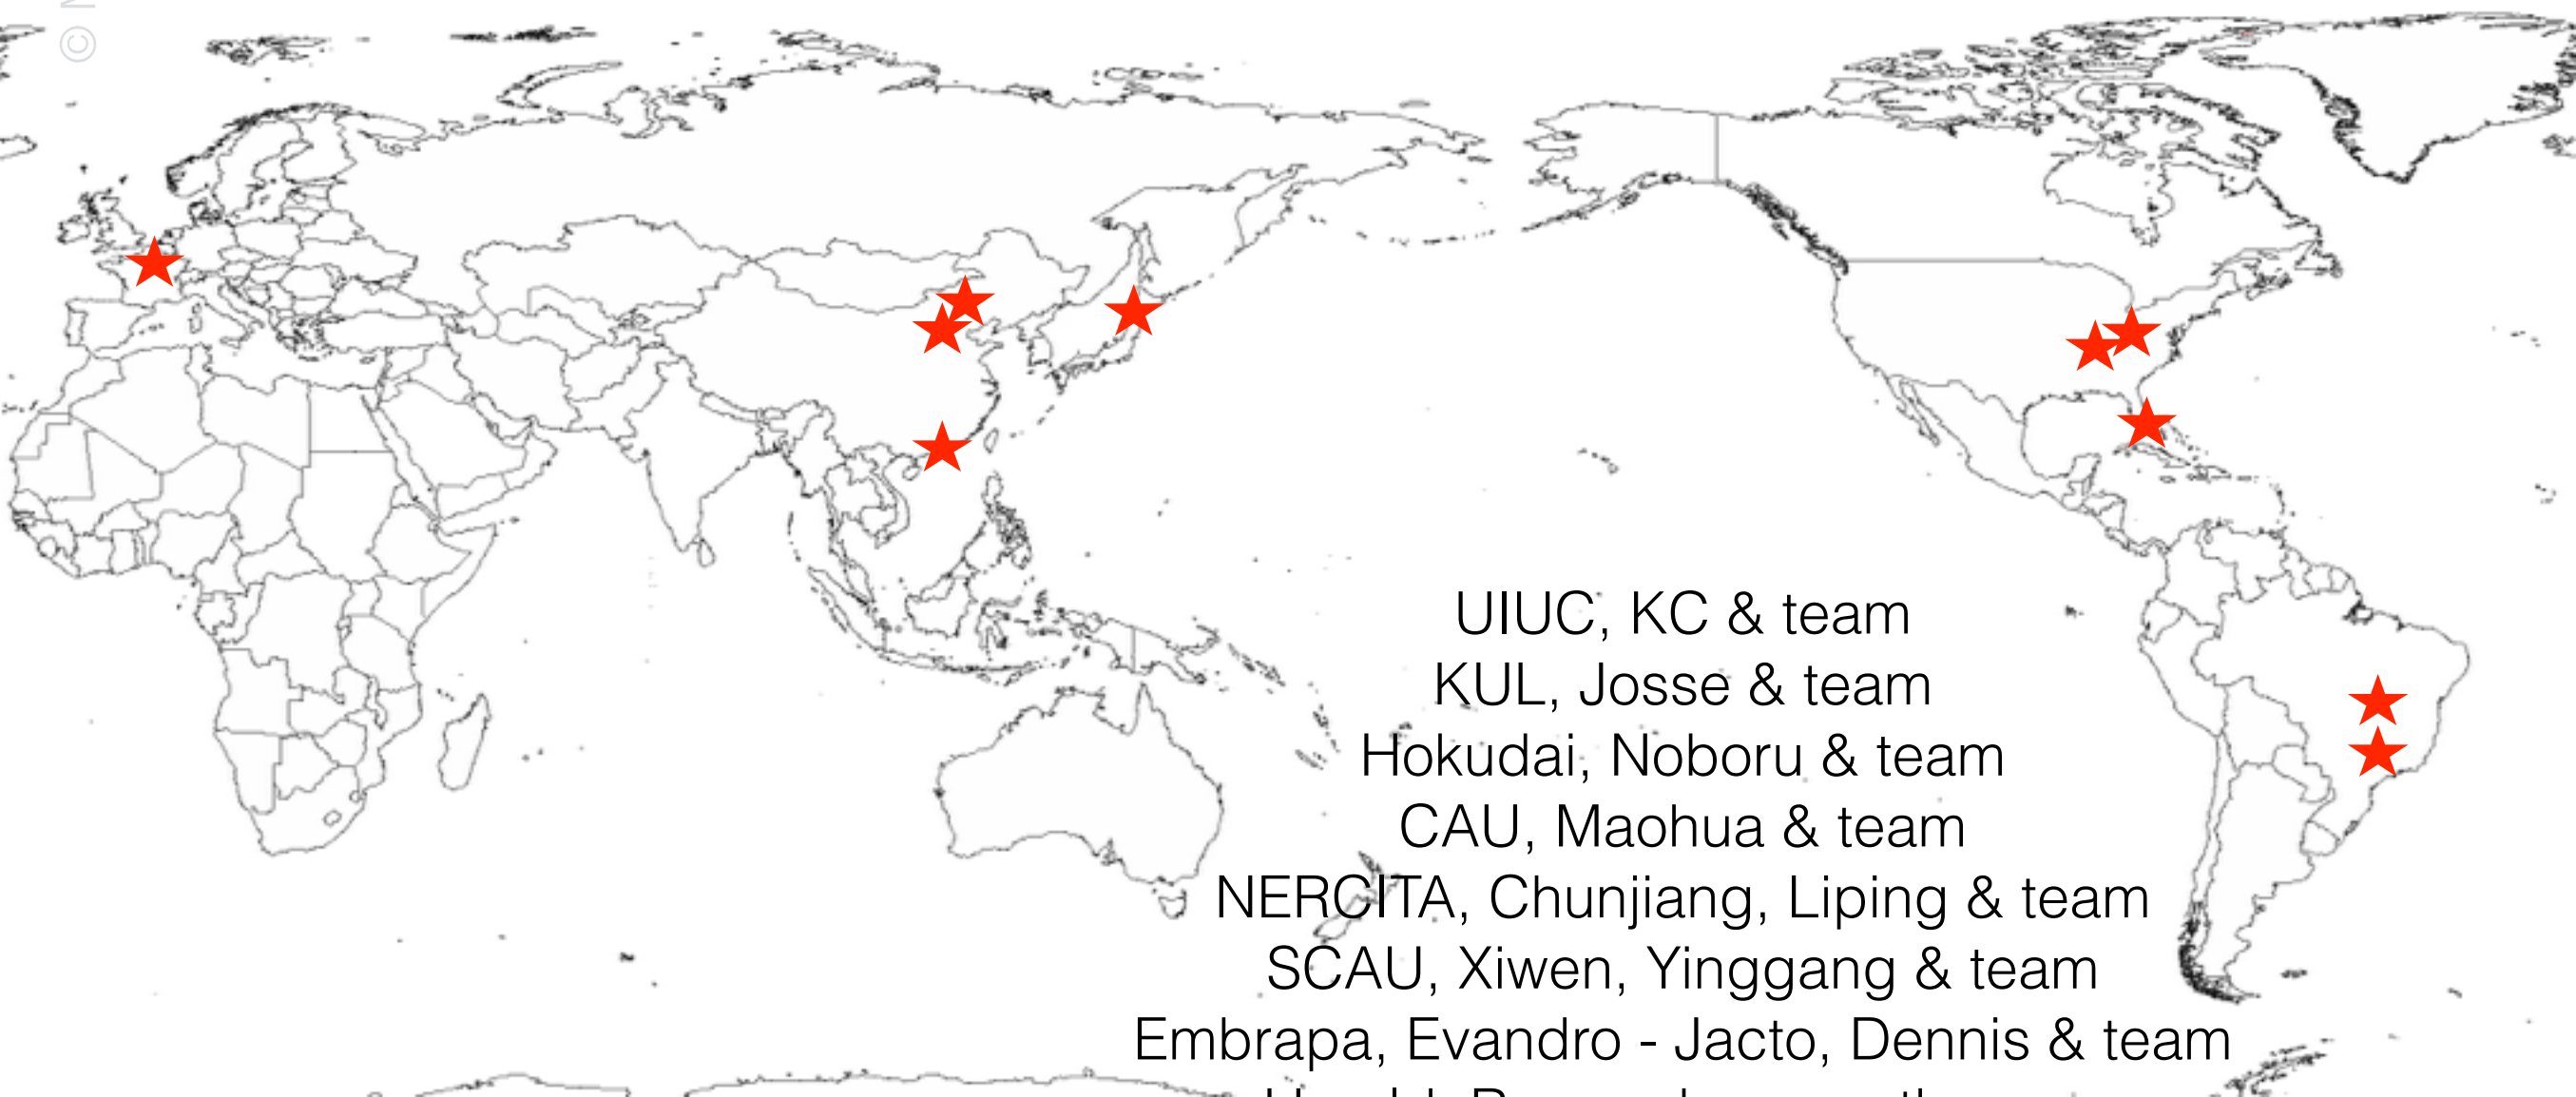 ©
UIUC, KC & team
KUL, Josse & team
Hokudai, Noboru & team
CAU, Maohua & team
NERCITA, Chunjiang, Liping & team
SCAU, Xiwen, Yinggang & team
Embrapa, Evandro - Jacto, Dennis & team